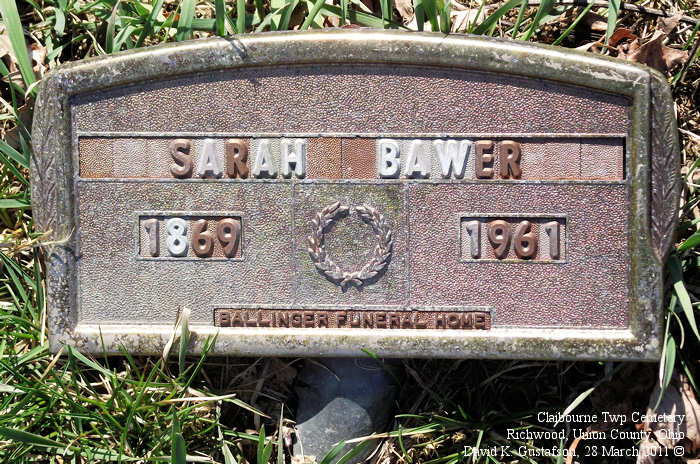 SARAH BAWER
1869 1961
BALLINGER FUNERAL HOME
Claibourne Twp Cemetery
Richwood, Union County, Ohio
David K. Gustafson, 28 March 2011 ©